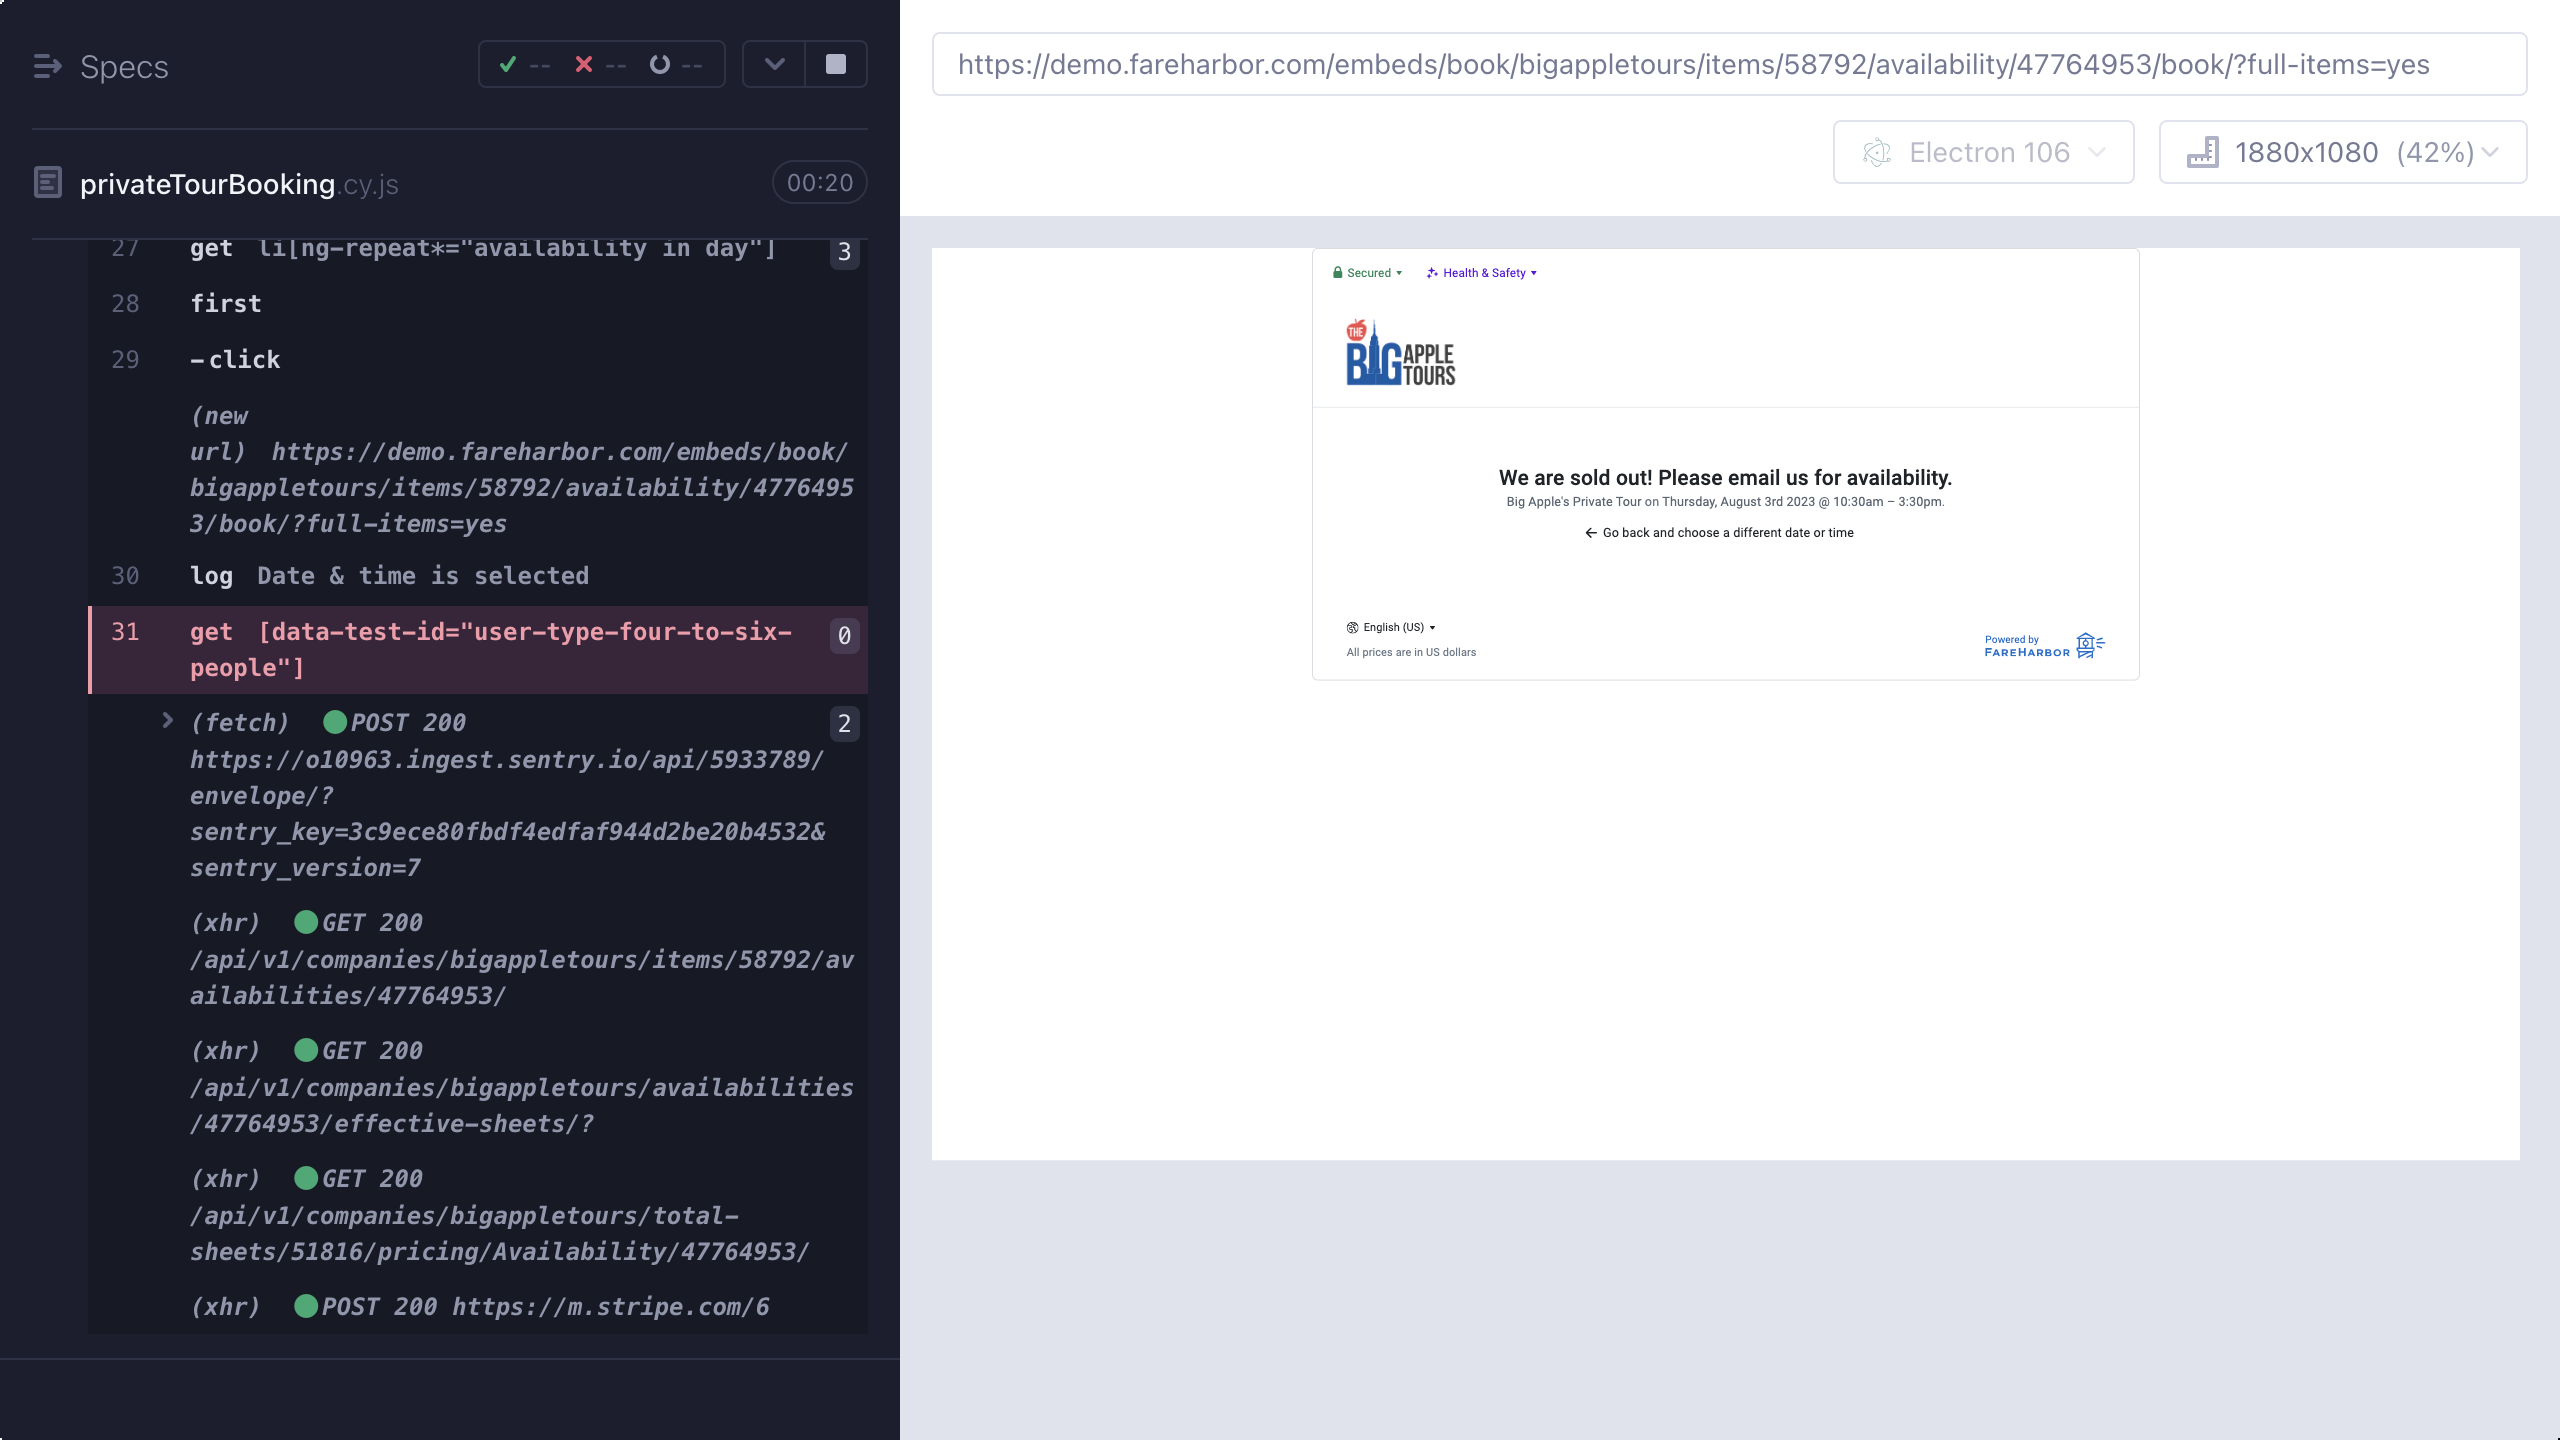 Specs
-- -- --
privateTourBooking.cy.js
00:20
27 get li[ng-repeat*="availability in day"] 3
28 first
29 -click
(new
url) https://demo.fareharbor.com/embeds/book/
bigappletours/items/58792/availability/4776495
3/book/?full-items=yes
30 log Date & time is selected
31 get [data-test-id="user-type-four-to-six- 0
people"]
(fetch) POST 200 2
https://o10963.ingest.sentry.io/api/5933789/
envelope/?
sentry_key=3c9ece80fbdf4edfaf944d2be20b4532&
sentry_version=7
(xhr) GET 200
/api/v1/companies/bigappletours/items/58792/av
ailabilities/47764953/
(xhr) GET 200
/api/v1/companies/bigappletours/availabilities
/47764953/effective-sheets/?
(xhr) GET 200
/api/v1/companies/bigappletours/total-
sheets/51816/pricing/Availability/47764953/
(xhr) POST 200 https://m.stripe.com/6
https://demo.fareharbor.com/embeds/book/bigappletours/items/58792/availability/47764953/book/?full-items=yes
Electron 106
1880x1080 (42%)
Secured Health & Safety
THE
BIG APPLE
TOURS
We are sold out! Please email us for availability.
Big Apple's Private Tour on Thursday, August 3rd 2023 @ 10:30am – 3:30pm.
← Go back and choose a different date or time
English (US)
All prices are in US dollars
Powered by
FAREHARBOR